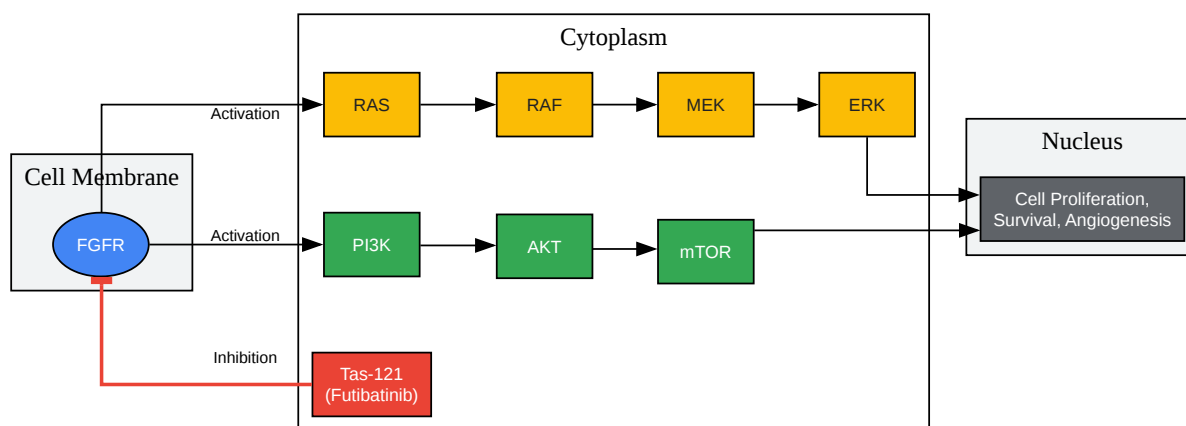 Cytoplasm
RAS
RAF
MEK
ERK
Activation
Cell Membrane
FGFR
Activation
PI3K
AKT
mTOR
Nucleus
Cell Proliferation,
Survival, Angiogenesis
Inhibition
Tas-121
(Futibatinib)